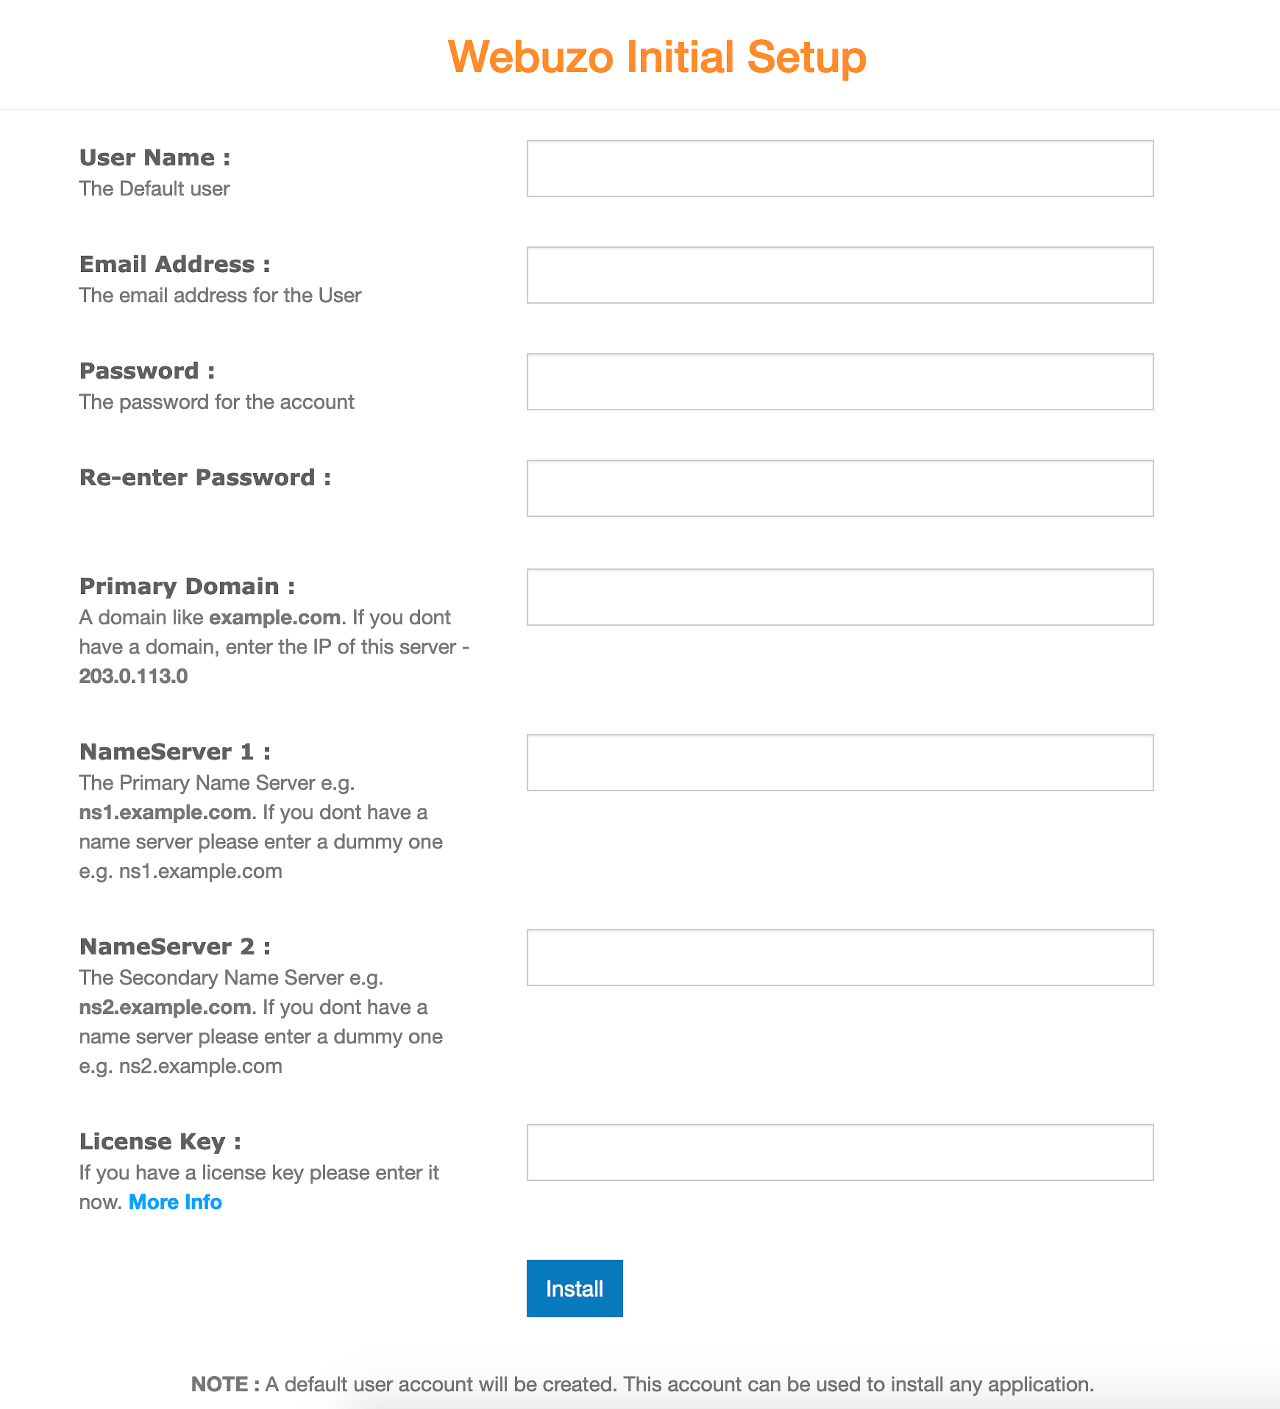 Webuzo Initial Setup
User Name :
The Default user
Email Address :
The email address for the User
Password :
The password for the account
Re-enter Password :
Primary Domain :
A domain like example.com. If you dont
have a domain, enter the IP of this server -
203.0.113.0
NameServer 1 :
The Primary Name Server e.g.
ns1.example.com. If you dont have a
name server please enter a dummy one
e.g. ns1.example.com
NameServer 2 :
The Secondary Name Server e.g.
ns2.example.com. If you dont have a
name server please enter a dummy one
e.g. ns2.example.com
License Key :
If you have a license key please enter it
now. More Info
Install
NOTE : A default user account will be created. This account can be used to install any application.